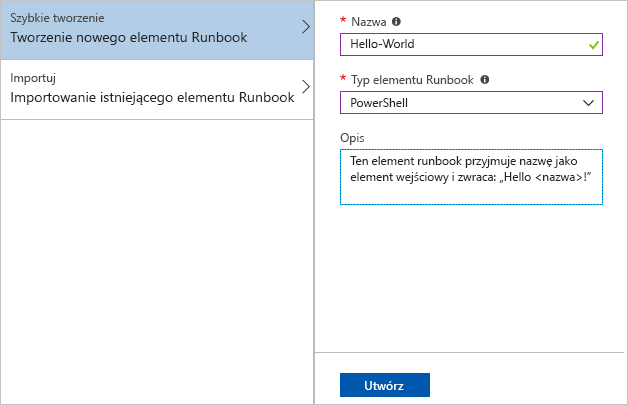 Szybkie tworzenie
Tworzenie nowego elementu Runbook
Importuj
Importowanie istniejącego elementu Runbook
* Nazwa
Hello-World
* Typ elementu Runbook
PowerShell
Opis
Ten element runbook przyjmuje nazwę jako
element wejściowy i zwraca: „Hello <nazwa>!”
Utwórz